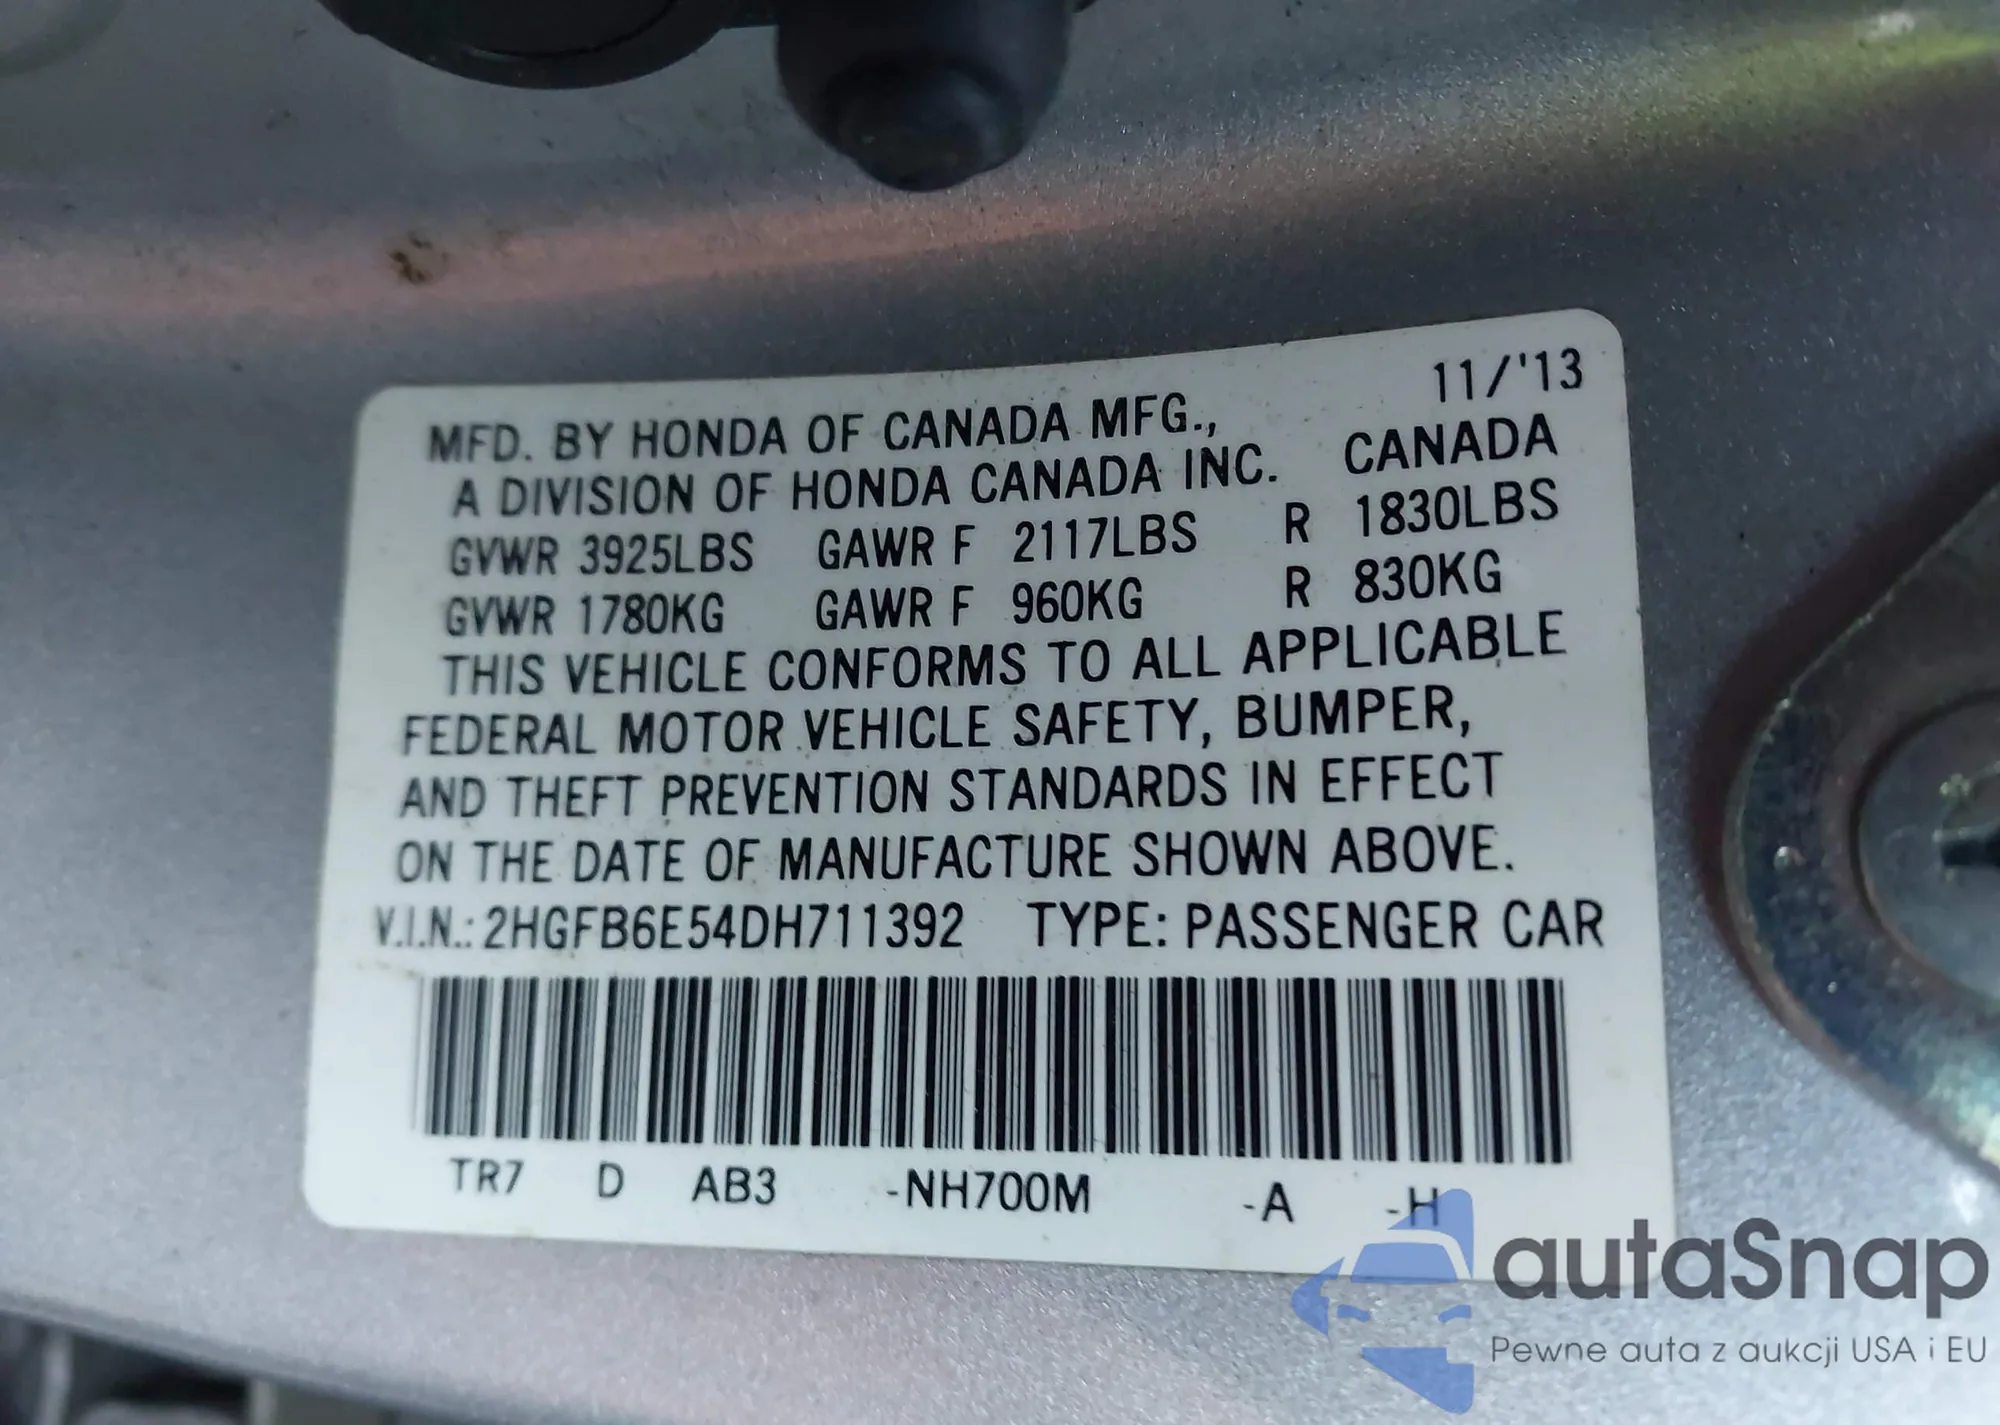 11/'13
MFD. BY HONDA OF CANADA MFG.,
A DIVISION OF HONDA CANADA INC. CANADA
GVWR 3925LBS GAWR F 2117LBS R 1830LBS
GVWR 1780KG GAWR F 960KG R 830KG
THIS VEHICLE CONFORMS TO ALL APPLICABLE
FEDERAL MOTOR VEHICLE SAFETY, BUMPER,
AND THEFT PREVENTION STANDARDS IN EFFECT
ON THE DATE OF MANUFACTURE SHOWN ABOVE.
V.I.N.: 2HGFB6E54DH711392 TYPE: PASSENGER CAR
TR7 D AB3 -NH700M -A -H
autaSnap
Pewne auta z aukcji USA i EU